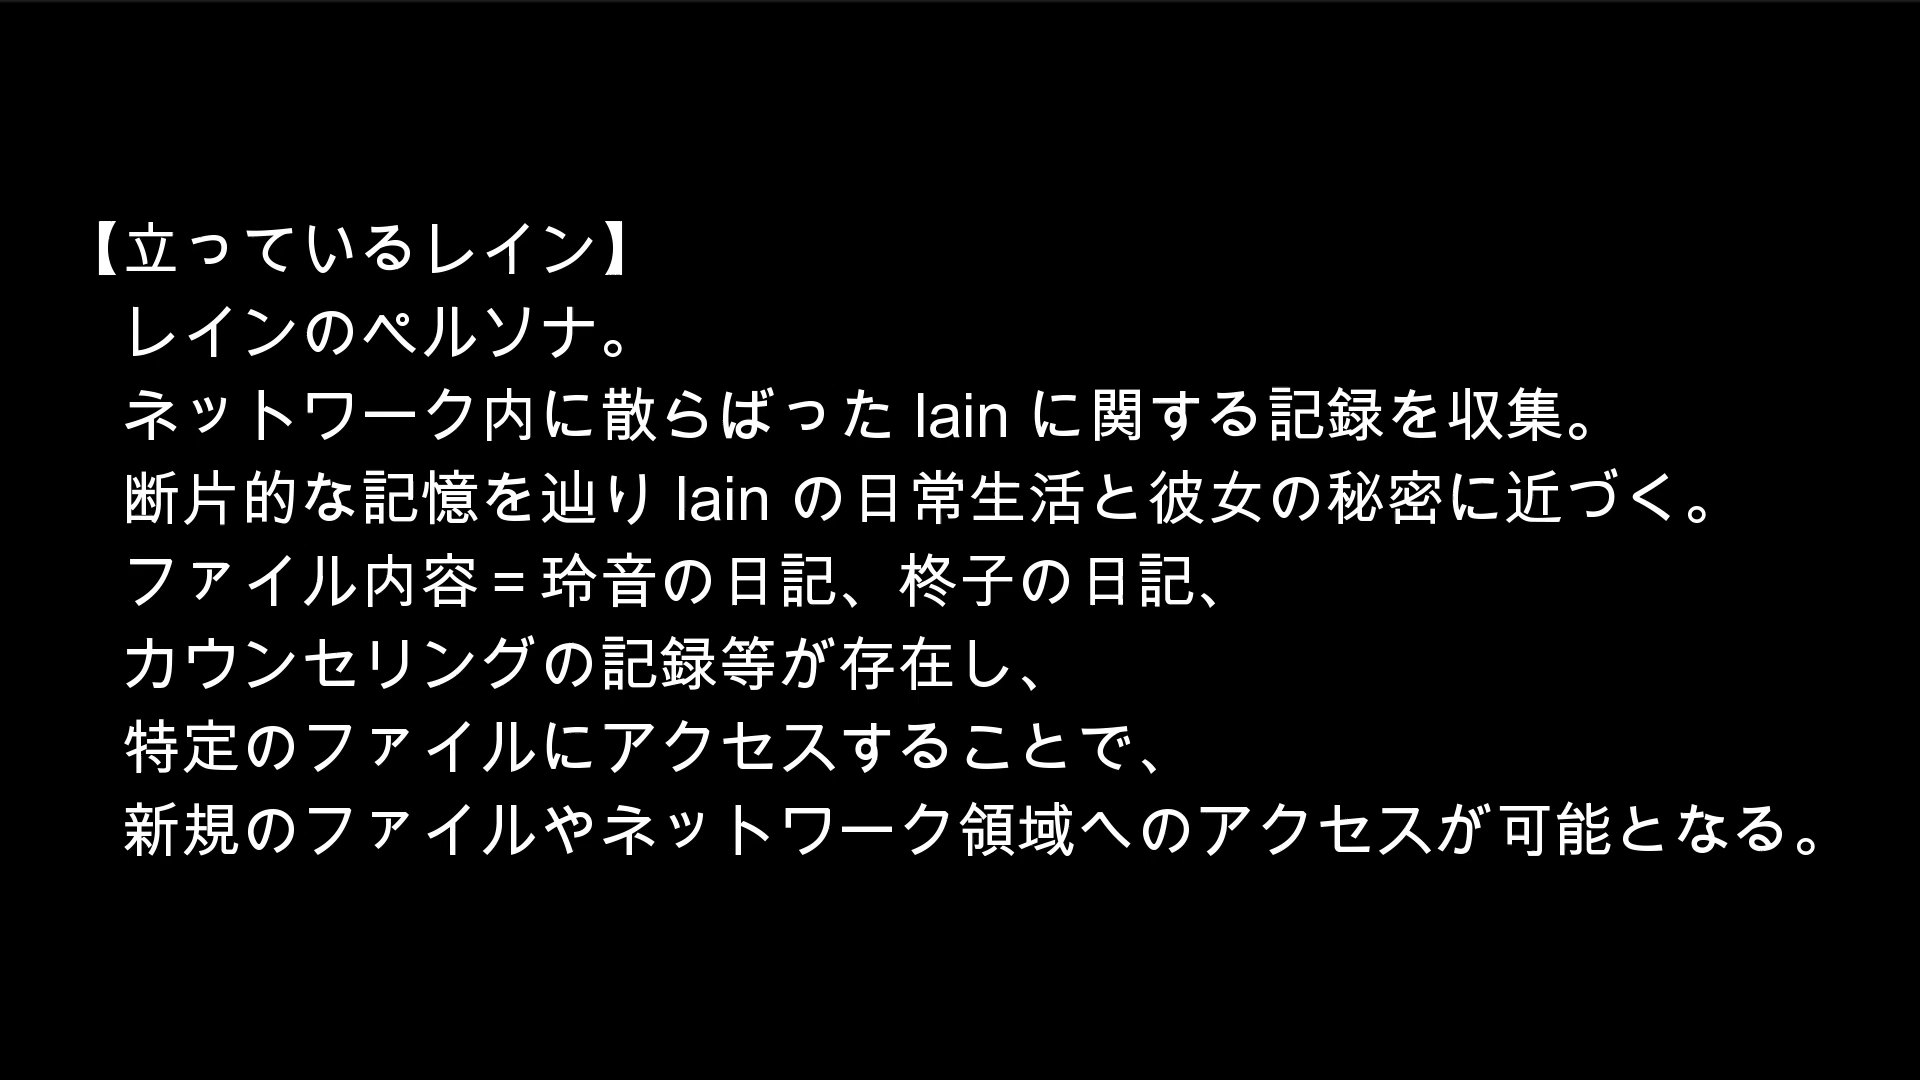 【立っているレイン】
レインのペルソナ。
ネットワーク内に散らばった lain に関する記録を収集。
断片的な記憶を辿り lain の日常生活と彼女の秘密に近づく。
ファイル内容 = 玲音の日記、柊子の日記、
カウンセリングの記録等が存在し、
特定のファイルにアクセスすることで、
新規のファイルやネットワーク領域へのアクセスが可能となる。